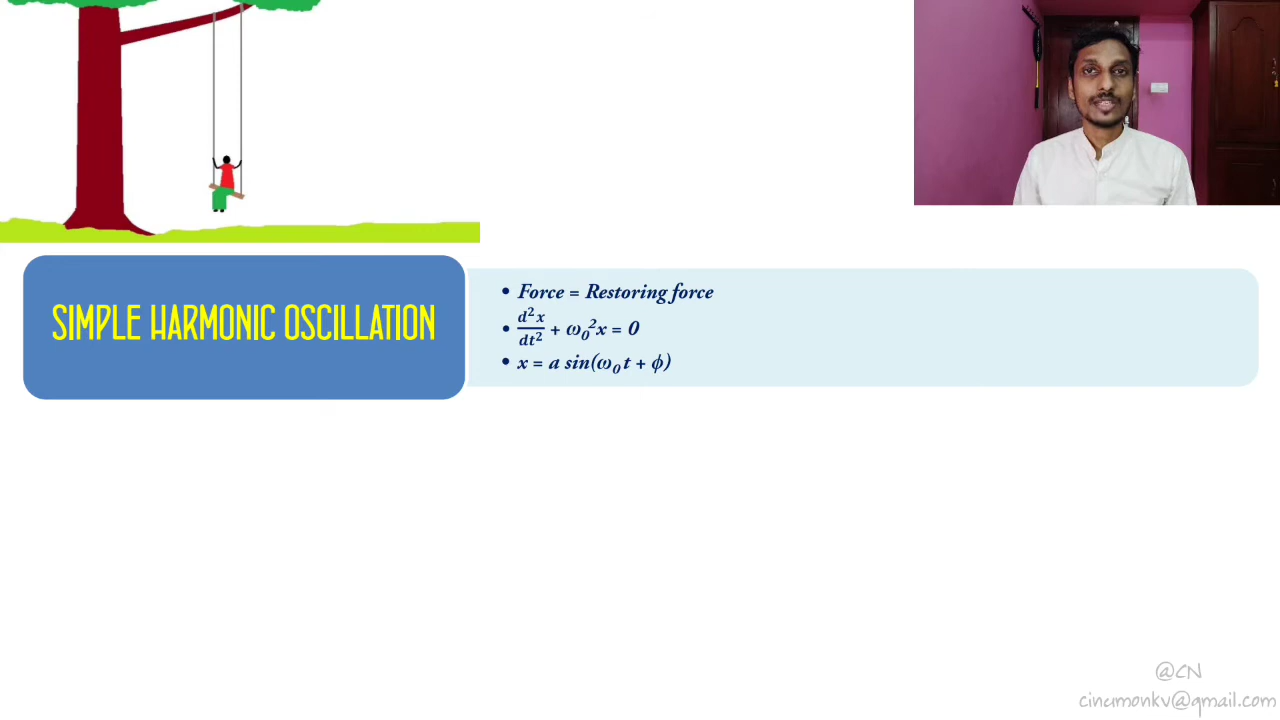 SIMPLE HARMONIC OSCILLATION
• Force = Restoring force
• d²x/dt² + ω₀²x = 0
• x = a sin(ω₀t + ϕ)
@CN
cinumonkv@gmail.com